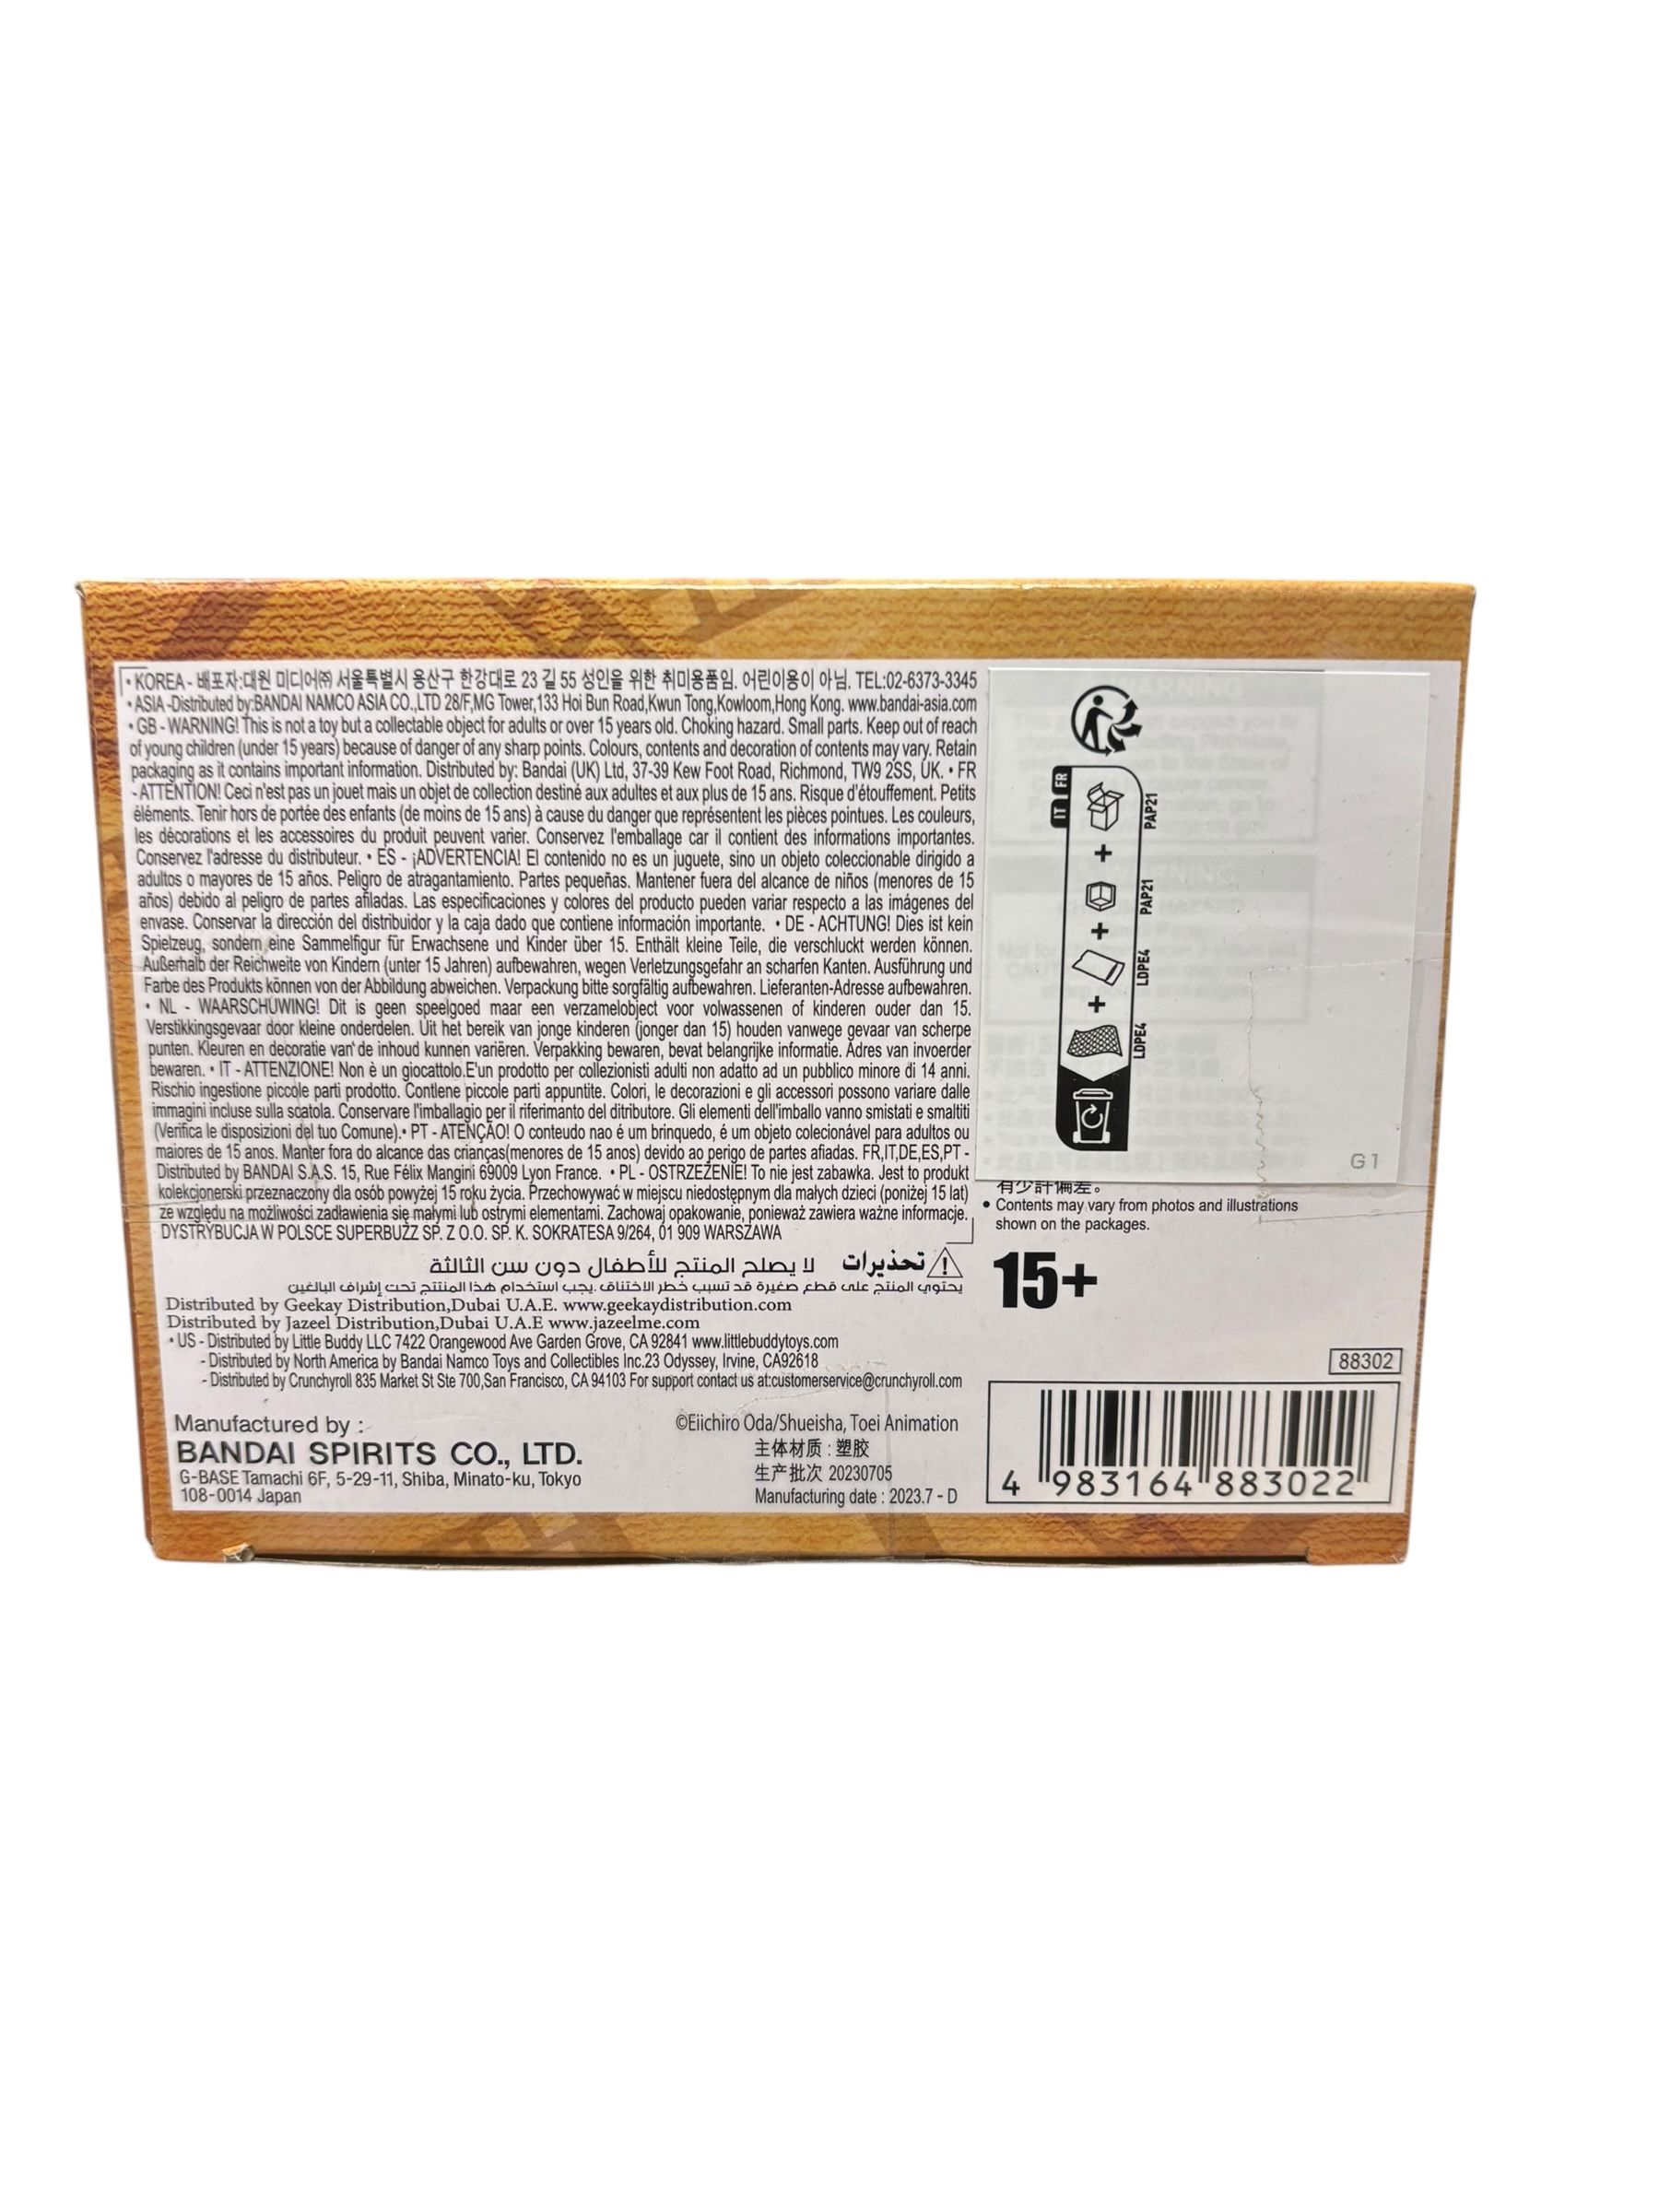 • KOREA - 배포자:대원 미디어㈜ 서울특별시 용산구 한강대로 23 길 55 성인을 위한 취미용품임. 어린이용이 아님. TEL:02-6373-3345
• ASIA -Distributed by:BANDAI NAMCO ASIA CO.,LTD 28/F,MG Tower,133 Hoi Bun Road,Kwun Tong,Kowloom,Hong Kong. www.bandai-asia.com
• GB - WARNING! This is not a toy but a collectable object for adults or over 15 years old. Choking hazard. Small parts. Keep out of reach
of young children (under 15 years) because of danger of any sharp points. Colours, contents and decoration of contents may vary. Retain
packaging as it contains important information. Distributed by: Bandai (UK) Ltd, 37-39 Kew Foot Road, Richmond, TW9 2SS, UK. • FR
- ATTENTION! Ceci n'est pas un jouet mais un objet de collection destiné aux adultes et aux plus de 15 ans. Risque d'étouffement. Petits
éléments. Tenir hors de portée des enfants (de moins de 15 ans) à cause du danger que représentent les pièces pointues. Les couleurs,
les décorations et les accessoires du produit peuvent varier. Conservez l'emballage car il contient des informations importantes.
Conservez l'adresse du distributeur. • ES - ¡ADVERTENCIA! El contenido no es un juguete, sino un objeto coleccionable dirigido a
adultos o mayores de 15 años. Peligro de atragantamiento. Partes pequeñas. Mantener fuera del alcance de niños (menores de 15
años) debido al peligro de partes afiladas. Las especificaciones y colores del producto pueden variar respecto a las imágenes del
envase. Conservar la dirección del distribuidor y la caja dado que contiene información importante. • DE - ACHTUNG! Dies ist kein
Spielzeug, sondern eine Sammelfigur für Erwachsene und Kinder über 15. Enthält kleine Teile, die verschluckt werden können.
Außerhalb der Reichweite von Kindern (unter 15 Jahren) aufbewahren, wegen Verletzungsgefahr an scharfen Kanten. Ausführung und
Farbe des Produkts können von der Abbildung abweichen. Verpackung bitte sorgfältig aufbewahren. Lieferanten-Adresse aufbewahren.
• NL - WAARSCHUWING! Dit is geen speelgoed maar een verzamelobject voor volwassenen of kinderen ouder dan 15.
Verstikkingsgevaar door kleine onderdelen. Uit het bereik van jonge kinderen (jonger dan 15) houden vanwege gevaar van scherpe
punten. Kleuren en decoratie van de inhoud kunnen variëren. Verpakking bewaren, bevat belangrijke informatie. Adres van invoerder
bewaren. • IT - ATTENZIONE! Non è un giocattolo.E'un prodotto per collezionisti adulti non adatto ad un pubblico minore di 14 anni.
Rischio ingestione piccole parti prodotto. Contiene piccole parti appuntite. Colori, le decorazioni e gli accessori possono variare dalle
immagini incluse sulla scatola. Conservare l'imballagio per il riferimento del ditributore. Gli elementi dell'imballo vanno smistati e smaltiti
(Verifica le disposizioni del tuo Comune).• PT - ATENÇÃO! O conteudo nao é um brinquedo, é um objeto colecionável para adultos ou
maiores de 15 anos. Manter fora do alcance das crianças(menores de 15 anos) devido ao perigo de partes afiadas. FR,IT,DE,ES,PT -
Distributed by BANDAI S.A.S. 15, Rue Félix Mangini 69009 Lyon France. • PL - OSTRZEŻENIE! To nie jest zabawka. Jest to produkt
kolekcjonerski przeznaczony dla osób powyżej 15 roku życia. Przechowywać w miejscu niedostępnym dla małych dzieci (poniżej 15 lat)
ze względu na możliwości zadławienia się małymi lub ostrymi elementami. Zachowaj opakowanie, ponieważ zawiera ważne informacje.
DYSTRYBUCJA W POLSCE SUPERBUZZ SP. Z O.O. SP. K. SOKRATESA 9/264, 01 909 WARSZAWA
تحذيرات لا يصلح المنتج للأطفال دون سن الثالثة
يحتوي المنتج على قطع صغيرة قد تسبب خطر الاختناق. يجب استخدام هذا المنتتج تحت إشراف البالغين
Distributed by Geekay Distribution,Dubai U.A.E. www.geekaydistribution.com
Distributed by Jazeel Distribution,Dubai U.A.E www.jazeelme.com
• US - Distributed by Little Buddy LLC 7422 Orangewood Ave Garden Grove, CA 92841 www.littlebuddytoys.com
- Distributed by North America by Bandai Namco Toys and Collectibles Inc.23 Odyssey, Irvine, CA92618
- Distributed by Crunchyroll 835 Market St Ste 700,San Francisco, CA 94103 For support contact us at:customerservice@crunchyroll.com
Manufactured by :
BANDAI SPIRITS CO., LTD.
G-BASE Tamachi 6F, 5-29-11, Shiba, Minato-ku, Tokyo
108-0014 Japan
©Eiichiro Oda/Shueisha, Toei Animation
主体材质 : 塑胶
生产批次 20230705
Manufacturing date : 2023.7 - D
FR
IT
PAP21
+
PAP21
+
LDPE4
+
LDPE4
G1
有少許偏差。
• Contents may vary from photos and illustrations
shown on the packages.
15+
88302
4 983164 883022